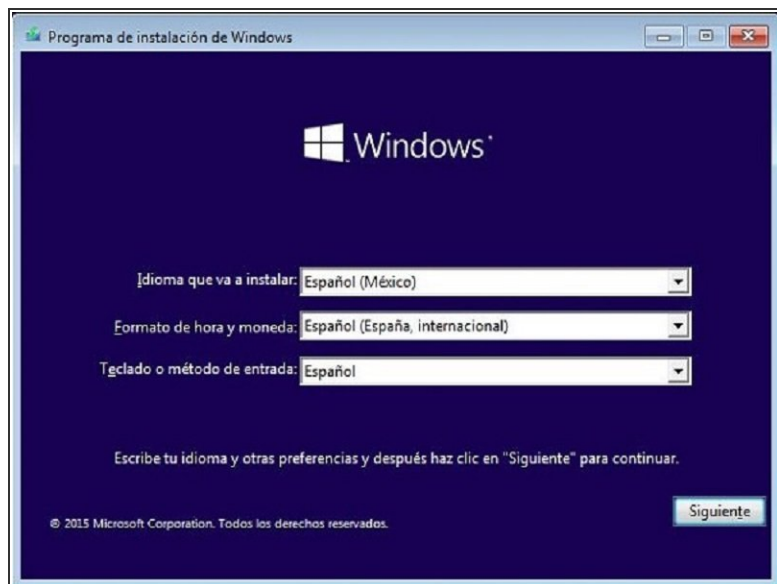 Programa de instalación de Windows
Windows
Idioma que va a instalar: Español (México)
Formato de hora y moneda: Español (España, internacional)
Teclado o método de entrada: Español
Escribe tu idioma y otras preferencias y después haz clic en "Siguiente" para continuar.
Siguiente
© 2015 Microsoft Corporation. Todos los derechos reservados.